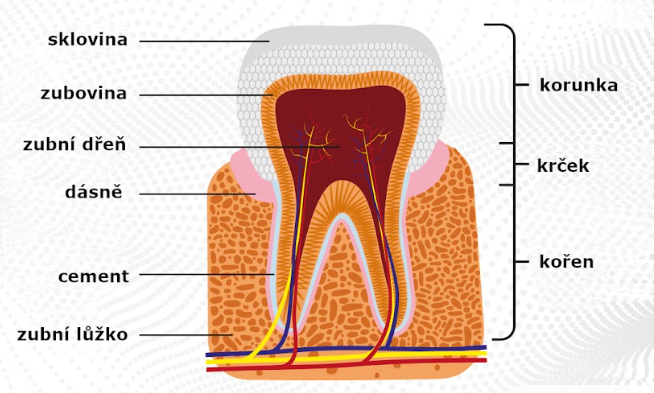 sklovina
zubovina
zubní dřeň
dásně
cement
zubní lůžko
korunka
krček
kořen